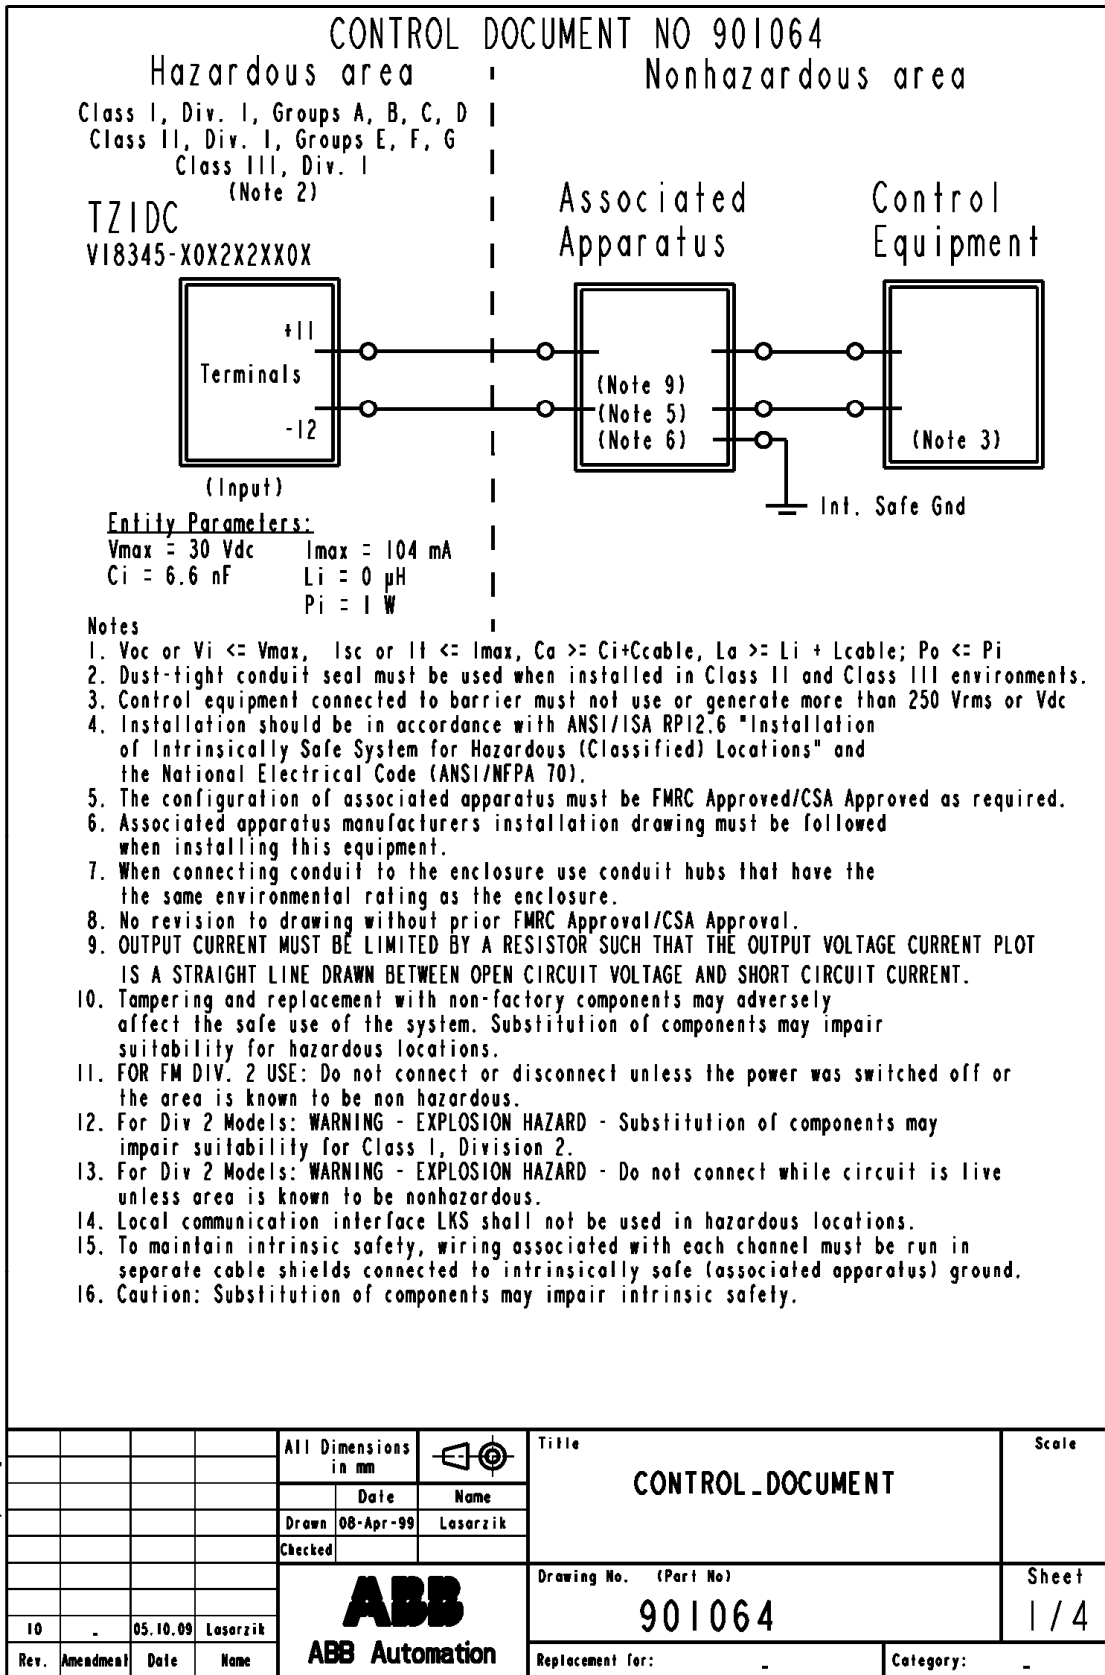 CONTROL DOCUMENT NO 901064
Hazardous area
Nonhazardous area
Class I, Div. I, Groups A, B, C, D
Class II, Div. I, Groups E, F, G
Class III, Div. I
(Note 2)
TZIDC
V18345-X0X2X2XX0X
Associated
Apparatus
Control
Equipment
+11
Terminals
-12
(Note 9)
(Note 5)
(Note 6)
(Note 3)
(Input)
Int. Safe Gnd
Entity Parameters:
Vmax = 30 Vdc Imax = 104 mA
Ci = 6.6 nF Li = 0 µH
Pi = 1 W
Notes
1. Voc or Vi <= Vmax, Isc or It <= Imax, Ca >= Ci+Ccable, La >= Li + Lcable; Po <= Pi
2. Dust-tight conduit seal must be used when installed in Class II and Class III environments.
3. Control equipment connected to barrier must not use or generate more than 250 Vrms or Vdc
4. Installation should be in accordance with ANSI/ISA RP12.6 "Installation
of Intrinsically Safe System for Hazardous (Classified) Locations" and
the National Electrical Code (ANSI/NFPA 70).
5. The configuration of associated apparatus must be FMRC Approved/CSA Approved as required.
6. Associated apparatus manufacturers installation drawing must be followed
when installing this equipment.
7. When connecting conduit to the enclosure use conduit hubs that have the
the same environmental rating as the enclosure.
8. No revision to drawing without prior FMRC Approval/CSA Approval.
9. OUTPUT CURRENT MUST BE LIMITED BY A RESISTOR SUCH THAT THE OUTPUT VOLTAGE CURRENT PLOT
IS A STRAIGHT LINE DRAWN BETWEEN OPEN CIRCUIT VOLTAGE AND SHORT CIRCUIT CURRENT.
10. Tampering and replacement with non-factory components may adversely
affect the safe use of the system. Substitution of components may impair
suitability for hazardous locations.
11. FOR FM DIV. 2 USE: Do not connect or disconnect unless the power was switched off or
the area is known to be non hazardous.
12. For Div 2 Models: WARNING - EXPLOSION HAZARD - Substitution of components may
impair suitability for Class I, Division 2.
13. For Div 2 Models: WARNING - EXPLOSION HAZARD - Do not connect while circuit is live
unless area is known to be nonhazardous.
14. Local communication interface LKS shall not be used in hazardous locations.
15. To maintain intrinsic safety, wiring associated with each channel must be run in
separate cable shields connected to intrinsically safe (associated apparatus) ground.
16. Caution: Substitution of components may impair intrinsic safety.
All Dimensions
in mm
Title
CONTROL_DOCUMENT
Scale
Date Name
Drawn 08-Apr-99 Lasarzik
Checked
ABB
ABB Automation
Drawing No. (Part No)
901064
Sheet
1/4
10 - 05.10.09 Lasarzik
Rev. Amendment Date Name
Replacement for: -
Category: -